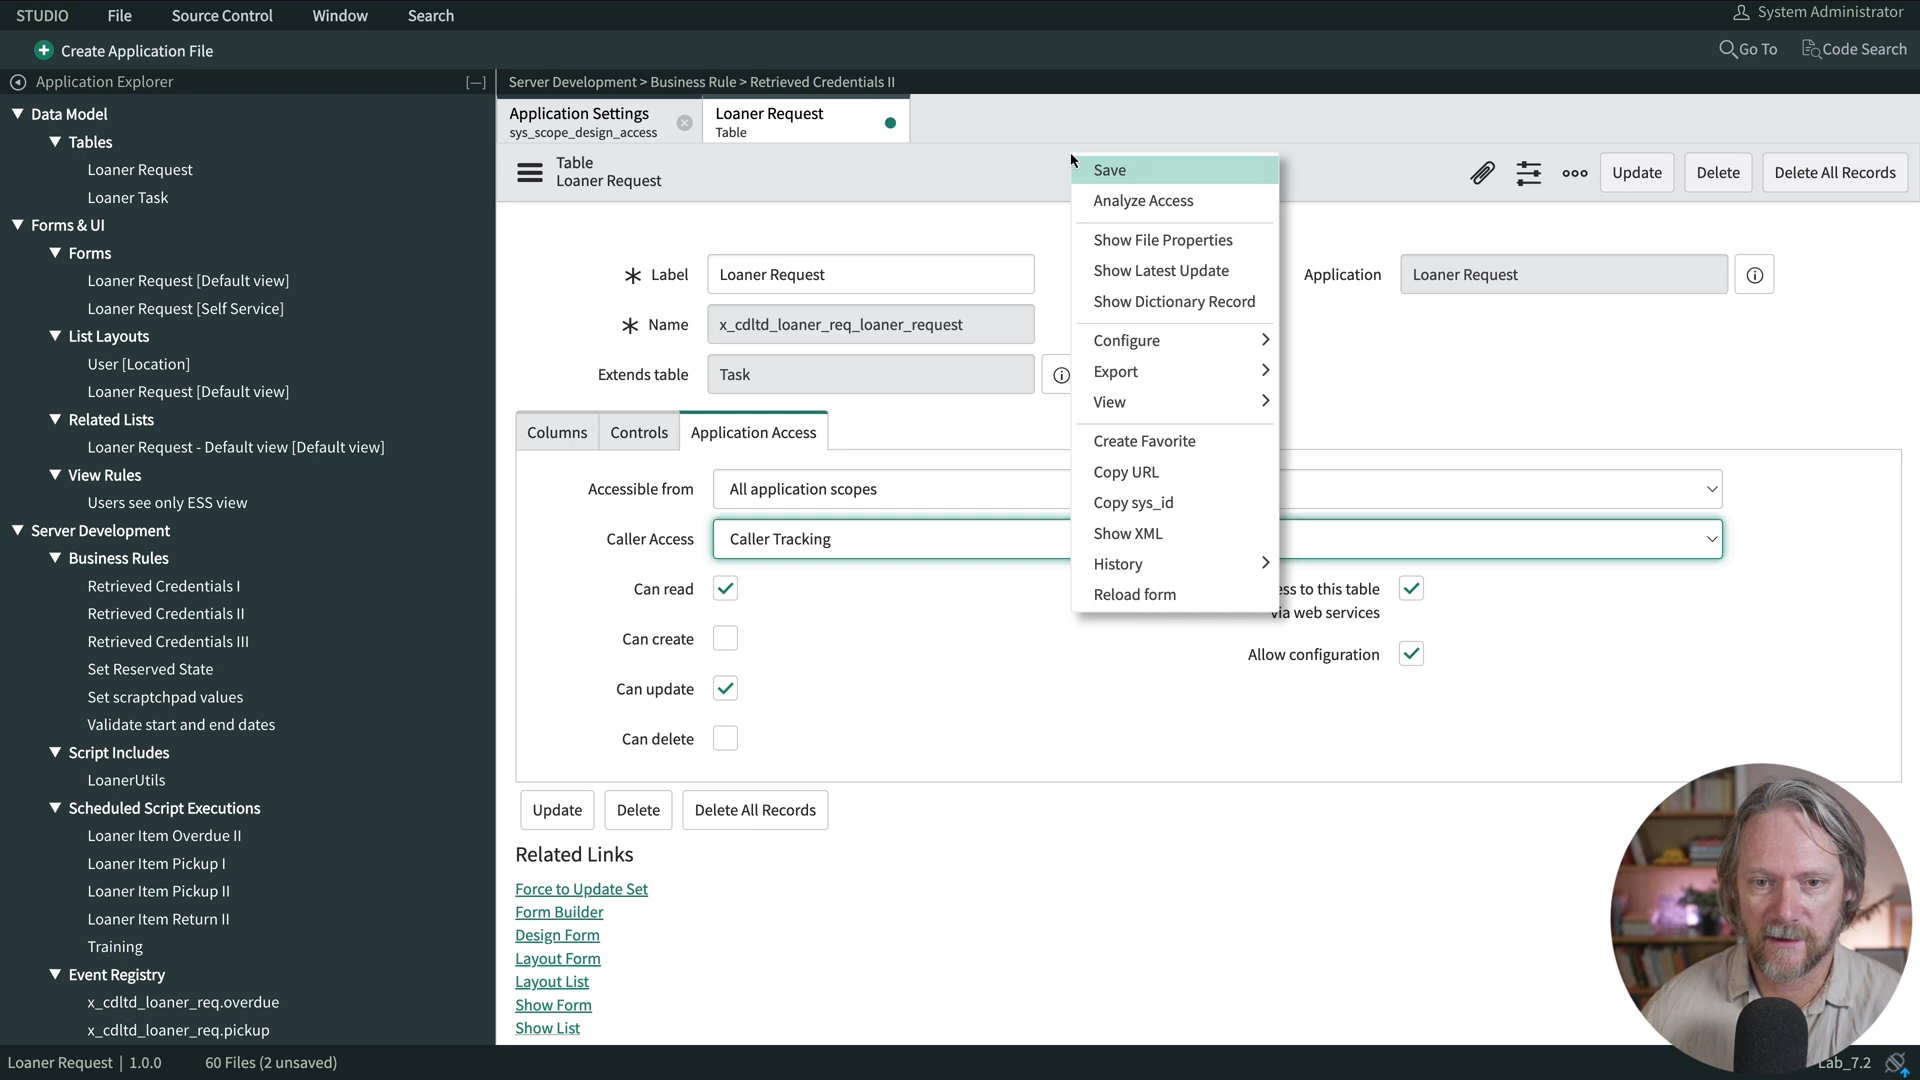 STUDIO File Source Control Window Search
System Administrator
Create Application File
Go To Code Search
Application Explorer [—]
Server Development > Business Rule > Retrieved Credentials II
Data Model
Tables
Loaner Request
Loaner Task
Forms & UI
Forms
Loaner Request [Default view]
Loaner Request [Self Service]
List Layouts
User [Location]
Loaner Request [Default view]
Related Lists
Loaner Request - Default view [Default view]
View Rules
Users see only ESS view
Server Development
Business Rules
Retrieved Credentials I
Retrieved Credentials II
Retrieved Credentials III
Set Reserved State
Set scraptchpad values
Validate start and end dates
Script Includes
LoanerUtils
Scheduled Script Executions
Loaner Item Overdue II
Loaner Item Pickup I
Loaner Item Pickup II
Loaner Item Return II
Training
Event Registry
x_cdltd_loaner_req.overdue
x_cdltd_loaner_req.pickup
Application Settings
sys_scope_design_access
Loaner Request
Table
Table
Loaner Request
Update Delete Delete All Records
Label Loaner Request
Application Loaner Request
Name x_cdltd_loaner_req_loaner_request
Extends table Task
Columns Controls Application Access
Accessible from All application scopes
Caller Access Caller Tracking
Can read
Can create
Can update
Can delete
ess to this table
via web services
Allow configuration
Save
Analyze Access
Show File Properties
Show Latest Update
Show Dictionary Record
Configure
Export
View
Create Favorite
Copy URL
Copy sys_id
Show XML
History
Reload form
Update Delete Delete All Records
Related Links
Force to Update Set
Form Builder
Design Form
Layout Form
Layout List
Show Form
Show List
Loaner Request | 1.0.0 60 Files (2 unsaved)
Lab_7.2